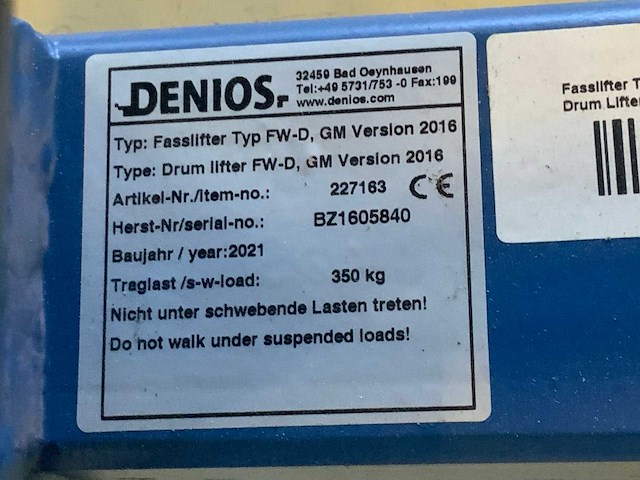 DENIOS
32459 Bad Oeynhausen
Tel:+49 5731/753 -0 Fax:199
www.denios.com
Typ: Fasslifter Typ FW-D, GM Version 2016
Type: Drum lifter FW-D, GM Version 2016
Artikel-Nr./item-no.: 227163 CE
Herst-Nr/serial-no.: BZ1605840
Baujahr / year:2021
Traglast /s-w-load: 350 kg
Nicht unter schwebende Lasten treten!
Do not walk under suspended loads!
Fasslifter T
Drum Lifte